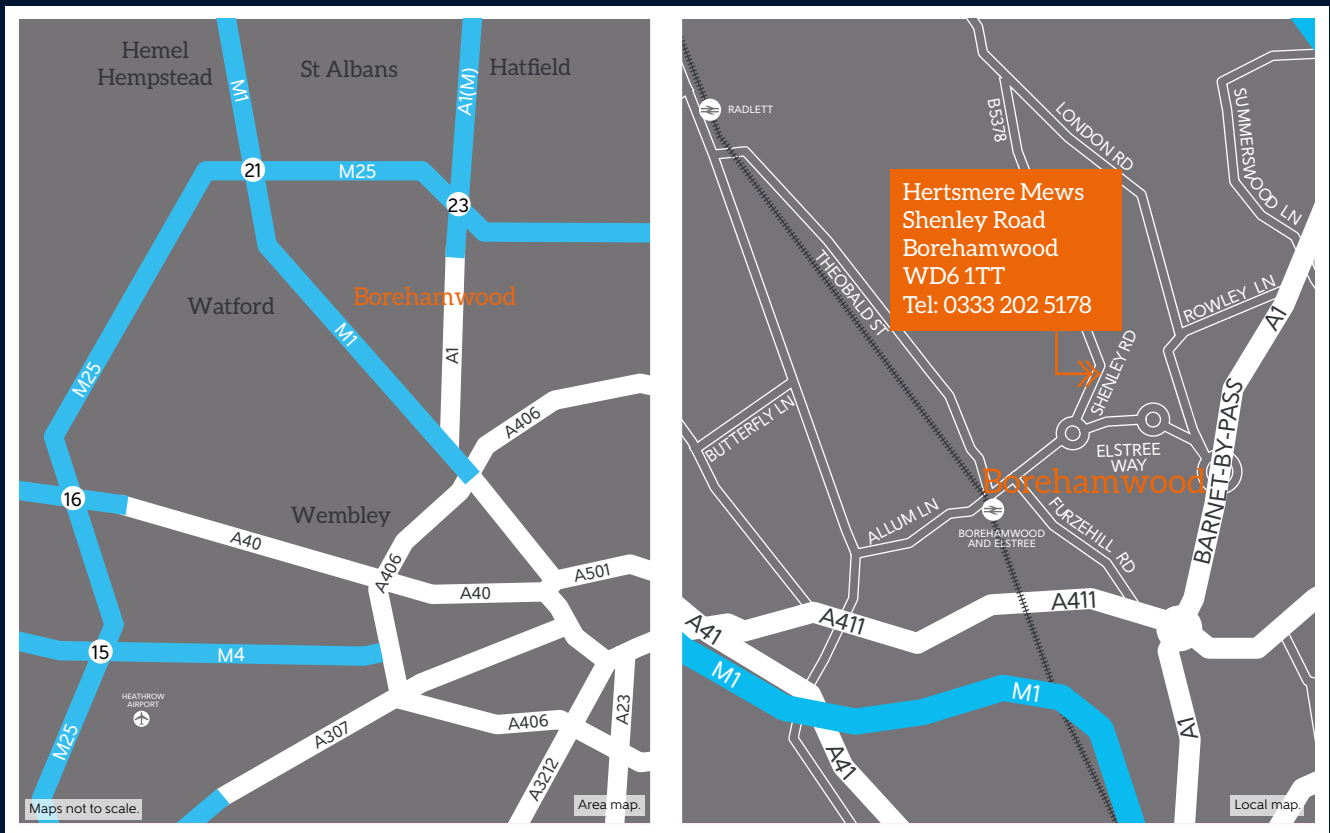 Hemel
Hempstead
St Albans
Hatfield
M1
A1(M)
21
M25
23
Watford
Borehamwood
M1
A1
M25
A406
16
A40
Wembley
A406
A40
A501
15
M4
HEATHROW
AIRPORT
M25
A307
A406
A23
A3212
Maps not to scale.
Area map.
RADLETT
B5378
LONDON RD
SUMMERSWOOD LN
Hertsmere Mews
Shenley Road
Borehamwood
WD6 1TT
Tel: 0333 202 5178
THEOBALD ST
ROWLEY LN
A1
SHENLEY RD
BUTTERFLY LN
ELSTREE
WAY
BARNET-BY-PASS
Borehamwood
ALLUM LN
BOREHAMWOOD
AND ELSTREE
FURZEHILL RD
A41
A411
A411
M1
M1
A1
A41
Local map.